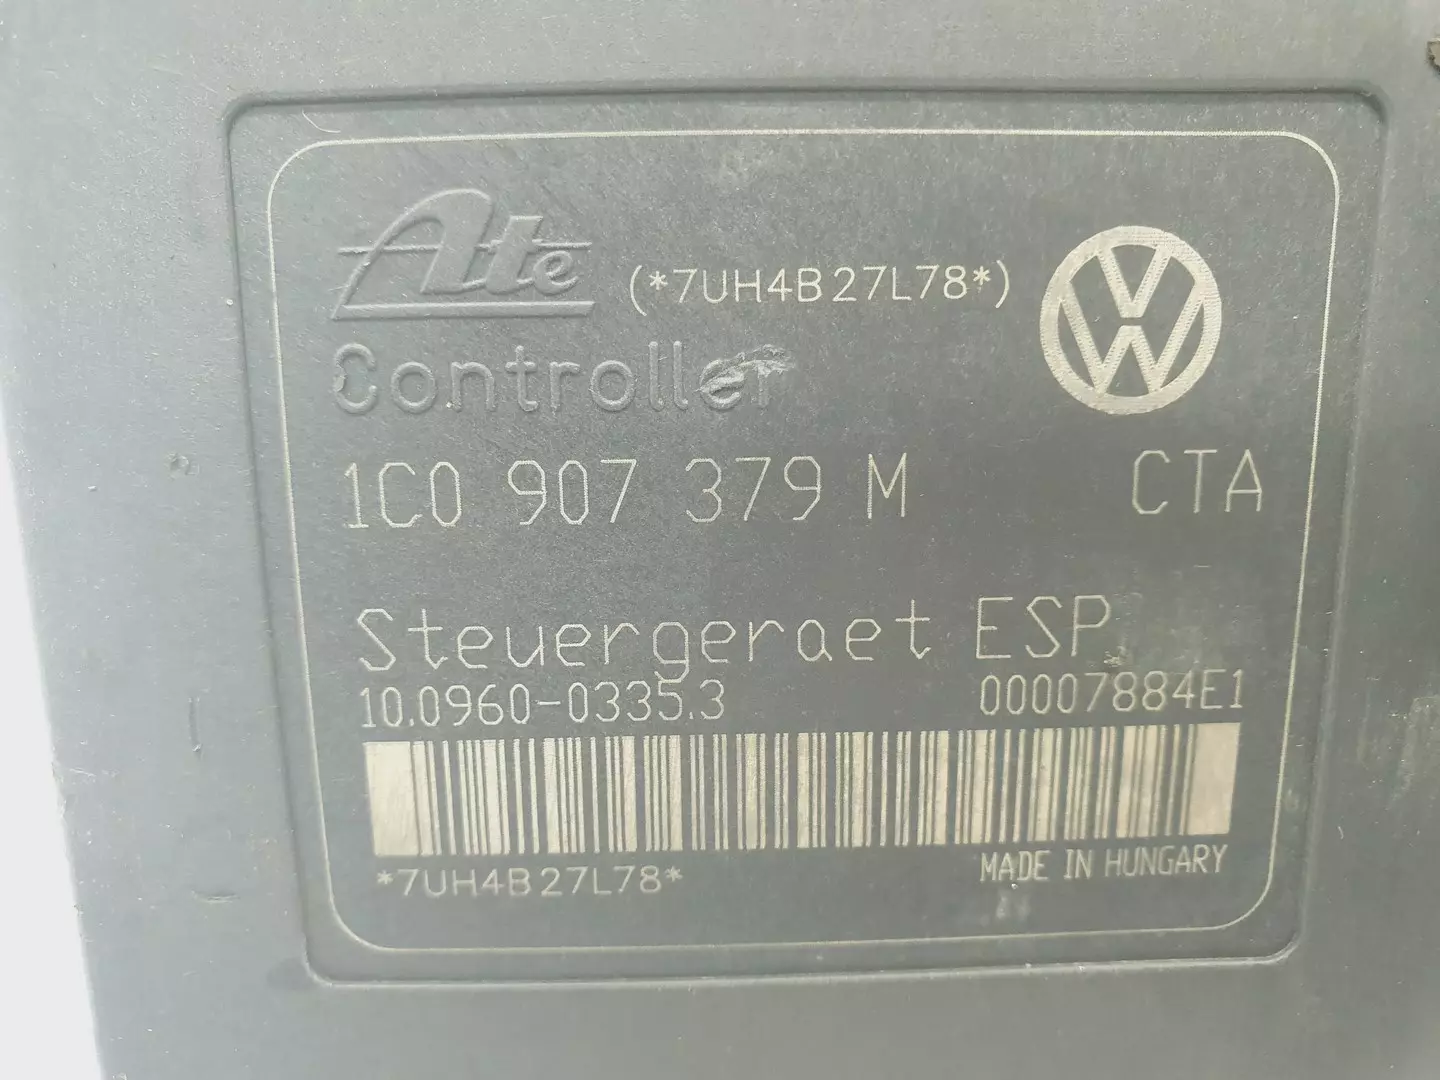 Ate (*7UH4B27L78*)
Controller
1C0 907 379 M CTA
Steuergeraet ESP
10.0960-0335.3 00007884E1
*7UH4B27L78*
MADE IN HUNGARY